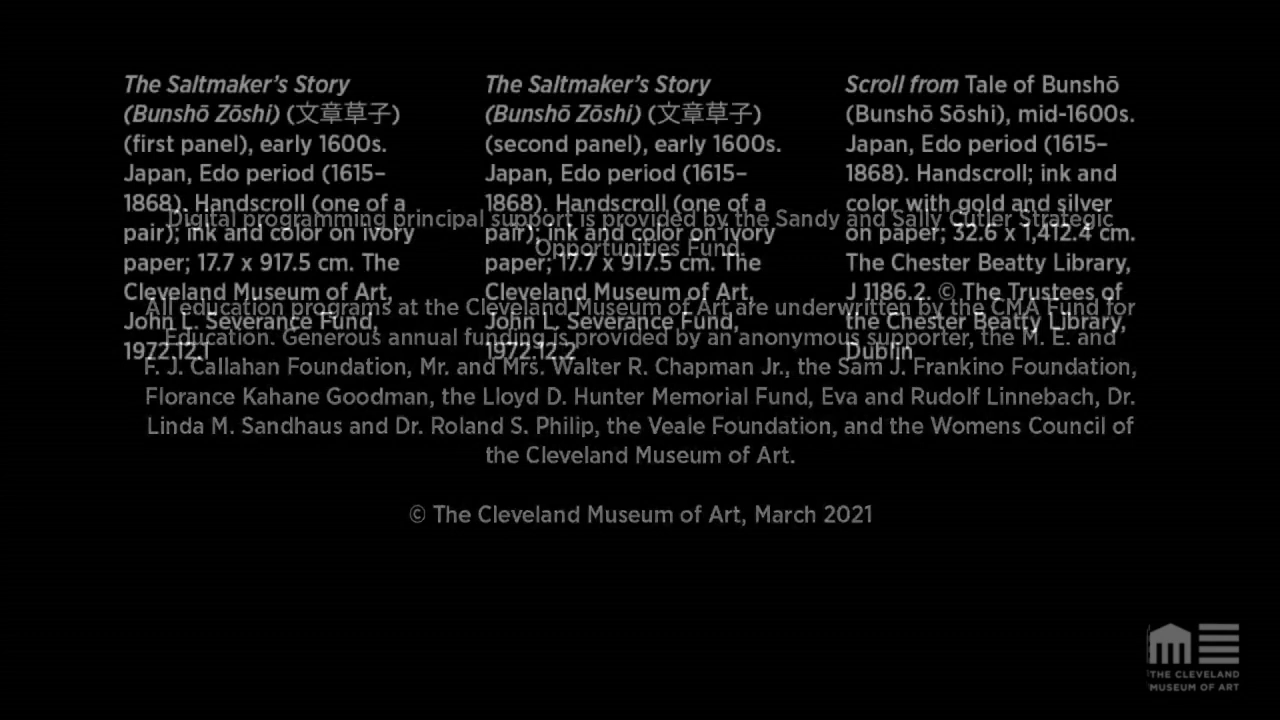 The Saltmaker's Story
(Bunshō Zōshi) (文章草子)
(first panel), early 1600s.
Japan, Edo period (1615–
1868). Handscroll (one of a
pair); ink and color on ivory
paper; 17.7 x 917.5 cm. The
Cleveland Museum of Art,
John L. Severance Fund,
1972.12.1
The Saltmaker's Story
(Bunshō Zōshi) (文章草子)
(second panel), early 1600s.
Japan, Edo period (1615–
1868). Handscroll (one of a
pair); ink and color on ivory
paper; 17.7 x 917.5 cm. The
Cleveland Museum of Art,
John L. Severance Fund,
1972.12.2
Scroll from Tale of Bunshō
(Bunshō Sōshi), mid-1600s.
Japan, Edo period (1615–
1868). Handscroll; ink and
color with gold and silver
on paper; 32.6 x 1,412.4 cm.
The Chester Beatty Library,
J 1186.2. © The Trustees of
the Chester Beatty Library,
Dublin
Digital programming principal support is provided by the Sandy and Sally Cutler Strategic
Opportunities Fund.
All education programs at the Cleveland Museum of Art are underwritten by the CMA Fund for
Education. Generous annual funding is provided by an anonymous supporter, the M. E. and
F. J. Callahan Foundation, Mr. and Mrs. Walter R. Chapman Jr., the Sam J. Frankino Foundation,
Florance Kahane Goodman, the Lloyd D. Hunter Memorial Fund, Eva and Rudolf Linnebach, Dr.
Linda M. Sandhaus and Dr. Roland S. Philip, the Veale Foundation, and the Womens Council of
the Cleveland Museum of Art.
© The Cleveland Museum of Art, March 2021
THE CLEVELAND
MUSEUM OF ART